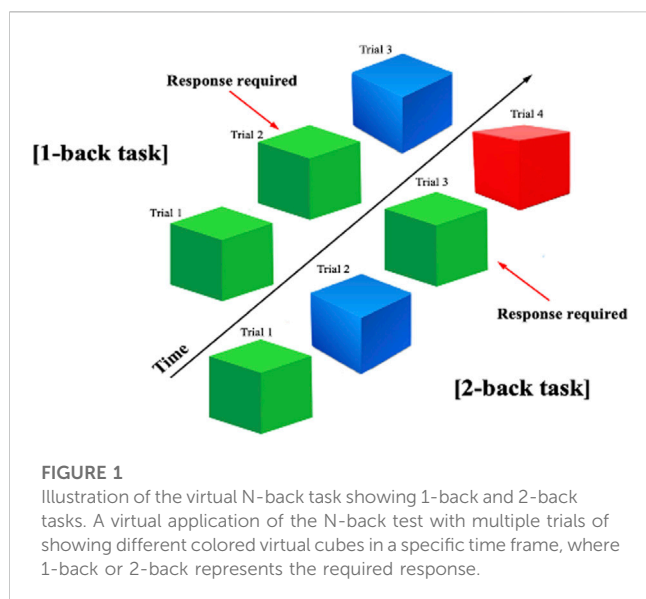 Trial 3
Response required
Trial 4
Trial 2
[1-back task]
Trial 3
Trial 1
Trial 2
Response required
Trial 1
Time
[2-back task]
FIGURE 1
Illustration of the virtual N-back task showing 1-back and 2-back
tasks. A virtual application of the N-back test with multiple trials of
showing different colored virtual cubes in a specific time frame, where
1-back or 2-back represents the required response.